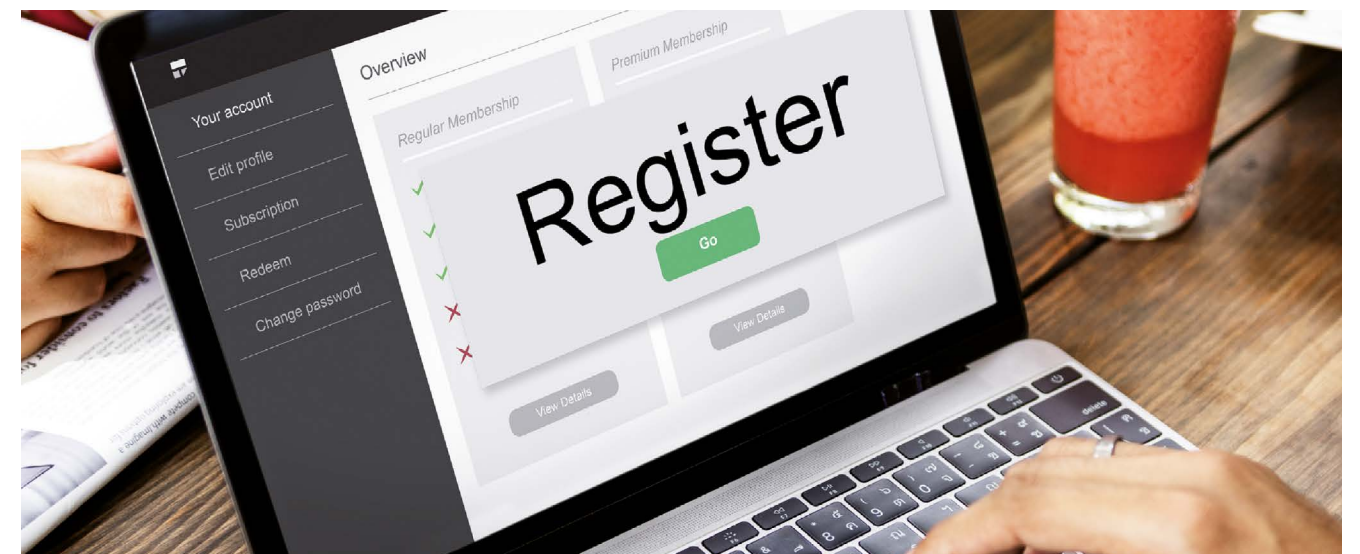 Your account
Edit profile
Subscription
Redeem
Change password
Overview
Regular Membership
Premium Membership
Register
Go
View Details
View Details
delete